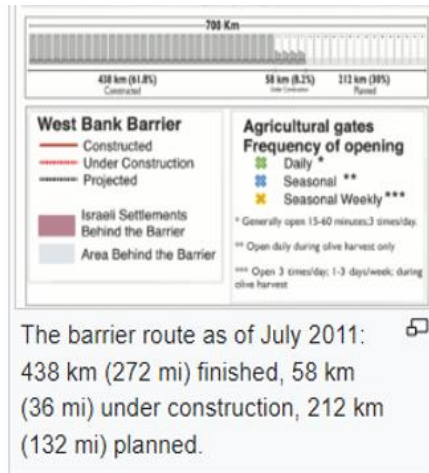 700 Km
438 km (61.8%) 58 km (8.2%) 212 km (30%)
Constructed Under Construction Planned
West Bank Barrier
Constructed
Under Construction
Projected
Israeli Settlements
Behind the Barrier
Area Behind the Barrier
Agricultural gates
Frequency of opening
Daily *
Seasonal **
Seasonal Weekly ***
* Generally open 15-60 minutes;3 times/day.
** Open daily during olive harvest only
*** Open 3 times/day; 1-3 days/week; during
olive harvest
The barrier route as of July 2011:
438 km (272 mi) finished, 58 km
(36 mi) under construction, 212 km
(132 mi) planned.